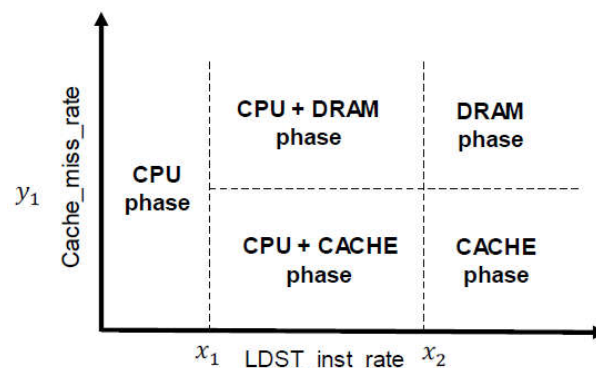 CPU + DRAM
phase
DRAM
phase
CPU
phase
y₁
Cache_miss_rate
CPU + CACHE
phase
CACHE
phase
x₁
LDST inst rate
x₂